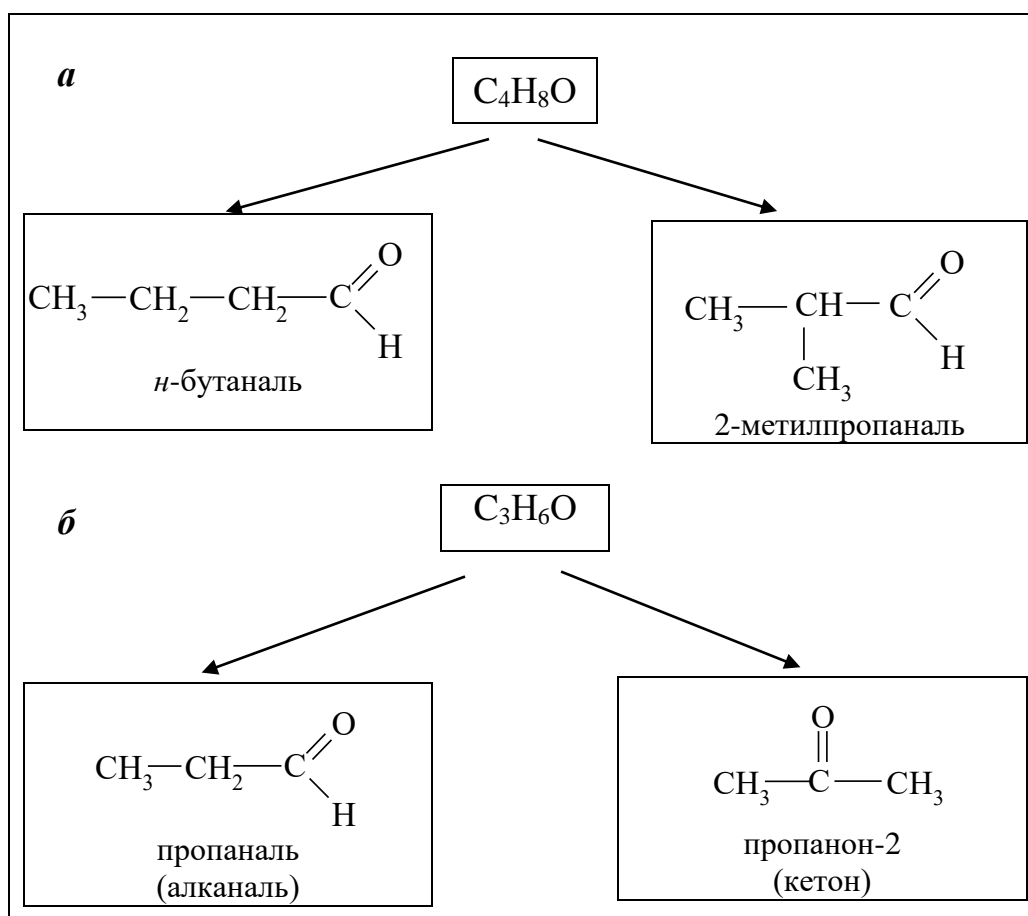 а
C₄H₈O
O
CH₃—CH₂—CH₂—C
H
н-бутаналь
O
CH₃—CH—C
H
CH₃
2-метилпропаналь
б
C₃H₆O
O
CH₃—CH₂—C
H
пропаналь
(алканаль)
O
CH₃—C—CH₃
пропанон-2
(кетон)